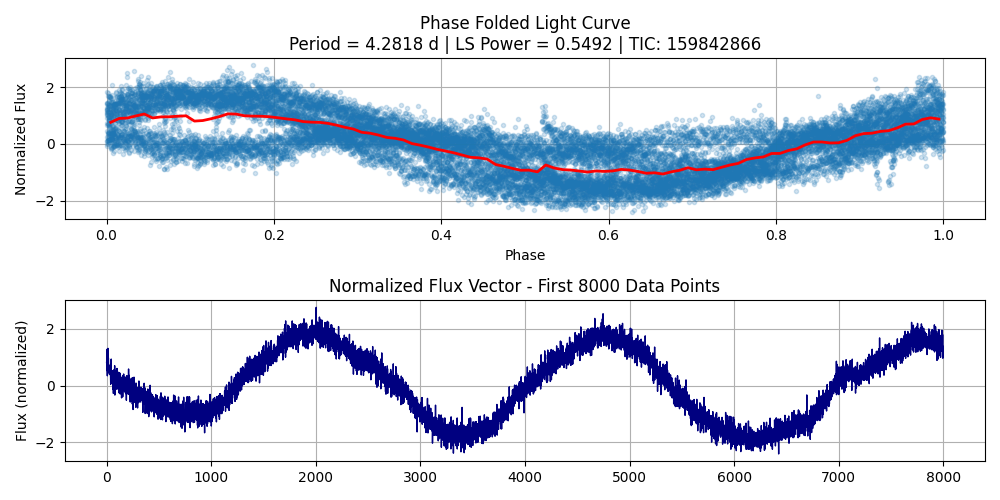 Phase Folded Light Curve
Period = 4.2818 d | LS Power = 0.5492 | TIC: 159842866
Normalized Flux
2
0
−2
0.0 0.2 0.4 0.6 0.8 1.0
Phase
Normalized Flux Vector - First 8000 Data Points
Flux (normalized)
2
0
−2
0 1000 2000 3000 4000 5000 6000 7000 8000